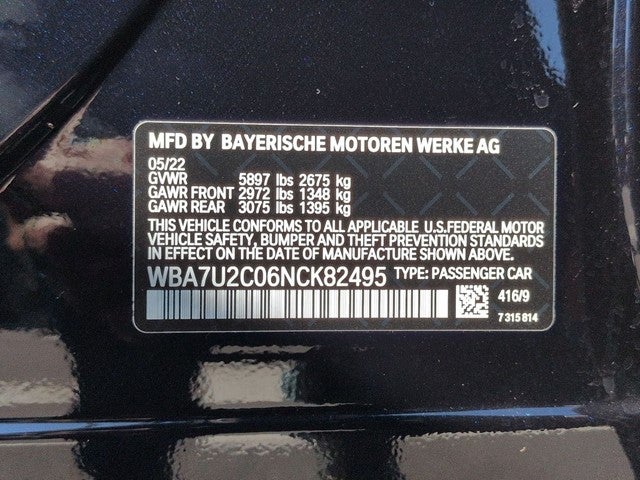 MFD BY BAYERISCHE MOTOREN WERKE AG
05/22
GVWR 5897 lbs 2675 kg
GAWR FRONT 2972 lbs 1348 kg
GAWR REAR 3075 lbs 1395 kg
THIS VEHICLE CONFORMS TO ALL APPLICABLE U.S.FEDERAL MOTOR
VEHICLE SAFETY, BUMPER AND THEFT PREVENTION STANDARDS
IN EFFECT ON THE DATE OF MANUFACTURE SHOWN ABOVE.
WBA7U2C06NCK82495 TYPE: PASSENGER CAR
416/9
7 315 814